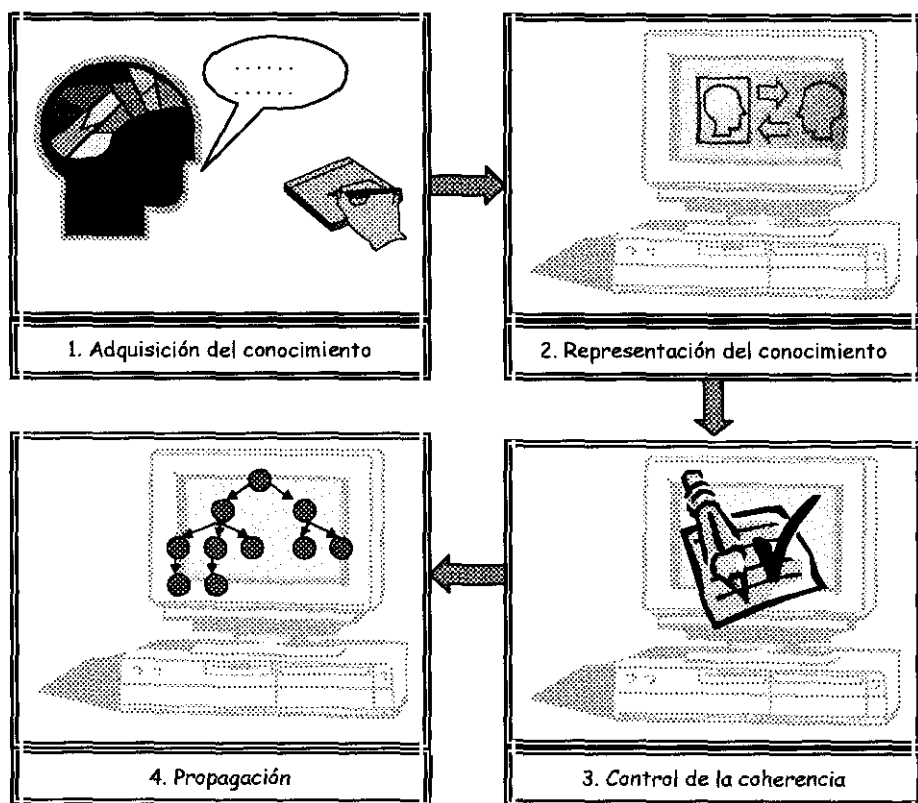 1. Adquisición del conocimiento
2. Representación del conocimiento
4. Propagación
3. Control de la coherencia